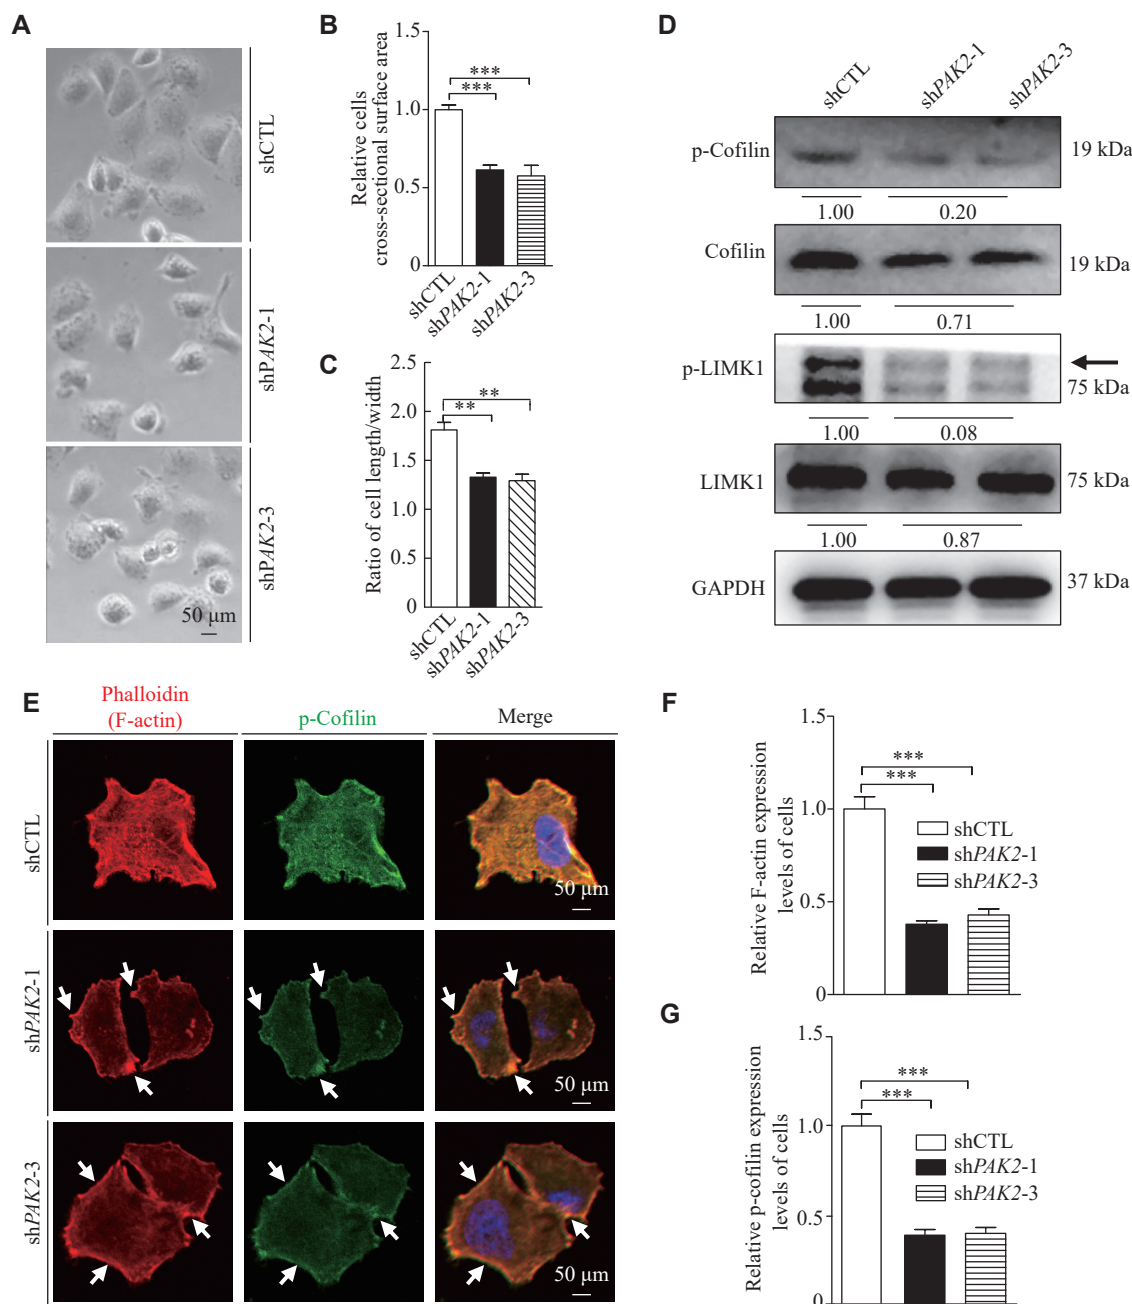 A
shCTL
shPAK2-1
shPAK2-3
50 μm
B
Relative cells
cross-sectional surface area
1.5
1.0
0.5
0
***
***
shCTL
shPAK2-1
shPAK2-3
C
Ratio of cell length/width
2.5
2.0
1.5
1.0
0.5
0
**
**
shCTL
shPAK2-1
shPAK2-3
D
shCTL
shPAK2-1
shPAK2-3
p-Cofilin
19 kDa
1.00
0.20
Cofilin
19 kDa
1.00
0.71
p-LIMK1
75 kDa
1.00
0.08
LIMK1
75 kDa
1.00
0.87
GAPDH
37 kDa
E
Phalloidin
(F-actin)
p-Cofilin
Merge
shCTL
50 μm
shPAK2-1
50 μm
shPAK2-3
50 μm
F
Relative F-actin expression
levels of cells
1.5
1.0
0.5
0
***
***
shCTL
shPAK2-1
shPAK2-3
G
Relative p-cofilin expression
levels of cells
1.5
1.0
0.5
0
***
***
shCTL
shPAK2-1
shPAK2-3